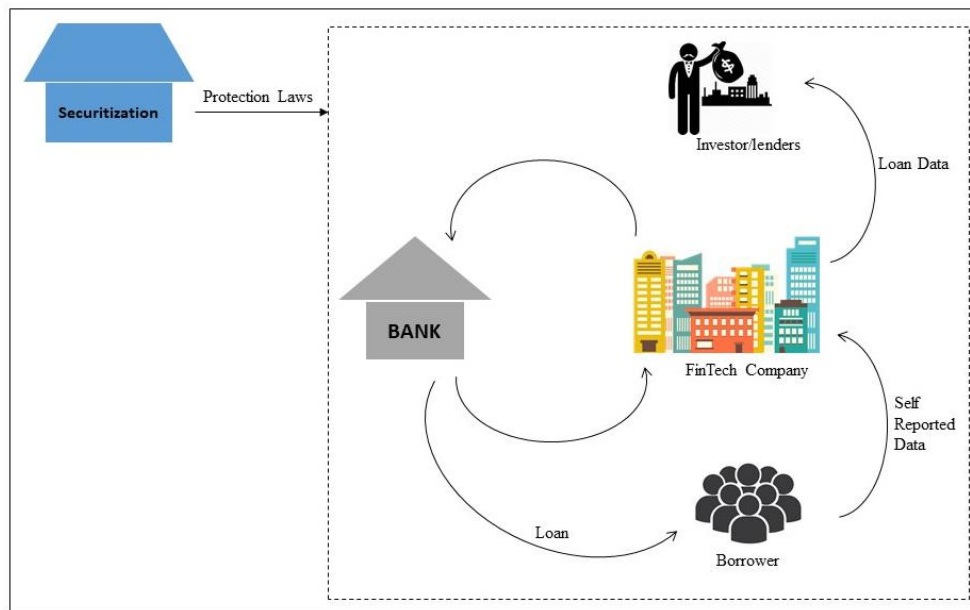 Securitization
Protection Laws
$
Investor/lenders
Loan Data
BANK
FinTech Company
Self
Reported
Data
Loan
Borrower